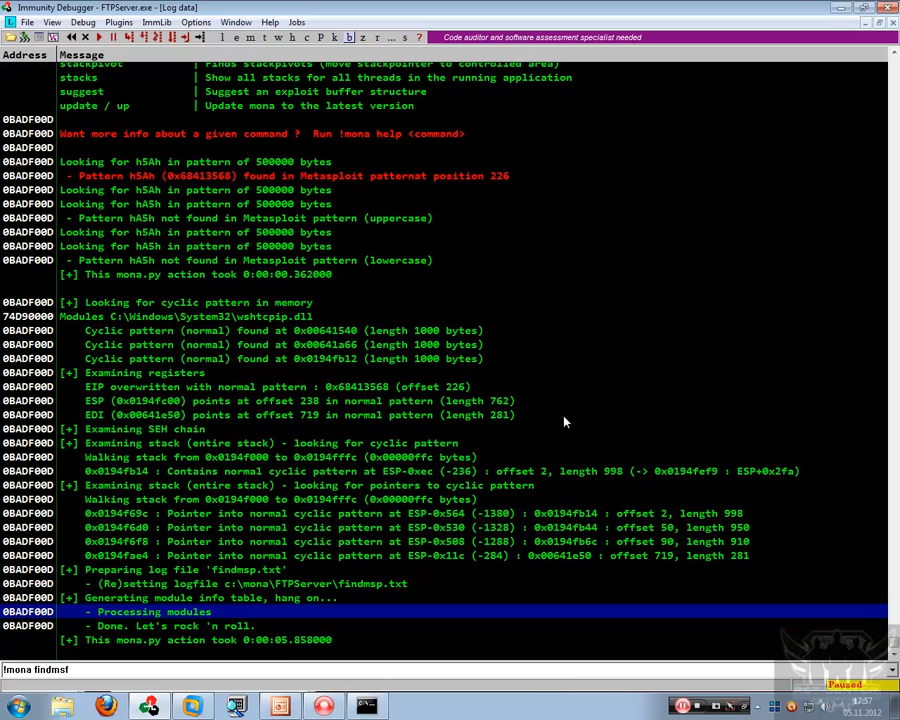 Immunity Debugger - FTPServer.exe - [Log data]
File View Debug Plugins ImmLib Options Window Help Jobs
l e m t w h c p k b z r ... s ? Code auditor and software assessment specialist needed
Address Message
stackpivot | Finds stackpivots (move stackpointer to controlled area)
stacks | Show all stacks for all threads in the running application
suggest | Suggest an exploit buffer structure
update / up | Update mona to the latest version
0BADF00D
0BADF00D Want more info about a given command ? Run !mona help <command>
0BADF00D
0BADF00D Looking for h5Ah in pattern of 500000 bytes
0BADF00D - Pattern h5Ah (0x68413568) found in Metasploit patternat position 226
0BADF00D Looking for h5Ah in pattern of 500000 bytes
0BADF00D Looking for hA5h in pattern of 500000 bytes
0BADF00D - Pattern hA5h not found in Metasploit pattern (uppercase)
0BADF00D Looking for h5Ah in pattern of 500000 bytes
0BADF00D Looking for hA5h in pattern of 500000 bytes
0BADF00D - Pattern hA5h not found in Metasploit pattern (lowercase)
[+] This mona.py action took 0:00:00.362000
0BADF00D [+] Looking for cyclic pattern in memory
74D90000 Modules C:\Windows\System32\wshtcpip.dll
0BADF00D Cyclic pattern (normal) found at 0x00641540 (length 1000 bytes)
0BADF00D Cyclic pattern (normal) found at 0x00641a66 (length 1000 bytes)
0BADF00D Cyclic pattern (normal) found at 0x0194fb12 (length 1000 bytes)
0BADF00D [+] Examining registers
0BADF00D EIP overwritten with normal pattern : 0x68413568 (offset 226)
0BADF00D ESP (0x0194fc00) points at offset 238 in normal pattern (length 762)
0BADF00D EDI (0x00641e50) points at offset 719 in normal pattern (length 281)
0BADF00D [+] Examining SEH chain
0BADF00D [+] Examining stack (entire stack) - looking for cyclic pattern
0BADF00D Walking stack from 0x0194f000 to 0x0194fffc (0x00000ffc bytes)
0BADF00D 0x0194fb14 : Contains normal cyclic pattern at ESP-0xec (-236) : offset 2, length 998 (-> 0x0194fef9 : ESP+0x2fa)
0BADF00D [+] Examining stack (entire stack) - looking for pointers to cyclic pattern
0BADF00D Walking stack from 0x0194f000 to 0x0194fffc (0x00000ffc bytes)
0BADF00D 0x0194f69c : Pointer into normal cyclic pattern at ESP-0x564 (-1380) : 0x0194fb14 : offset 2, length 998
0BADF00D 0x0194f6d0 : Pointer into normal cyclic pattern at ESP-0x530 (-1328) : 0x0194fb44 : offset 50, length 950
0BADF00D 0x0194f6f8 : Pointer into normal cyclic pattern at ESP-0x508 (-1288) : 0x0194fb6c : offset 90, length 910
0BADF00D 0x0194fae4 : Pointer into normal cyclic pattern at ESP-0x11c (-284) : 0x00641e50 : offset 719, length 281
0BADF00D [+] Preparing log file 'findmsp.txt'
0BADF00D - (Re)setting logfile c:\mona\FTPServer\findmsp.txt
0BADF00D [+] Generating module info table, hang on...
0BADF00D - Processing modules
0BADF00D - Done. Let's rock 'n roll.
0BADF00D [+] This mona.py action took 0:00:05.858000
!mona findmsf
Paused
17:57
05.11.2012